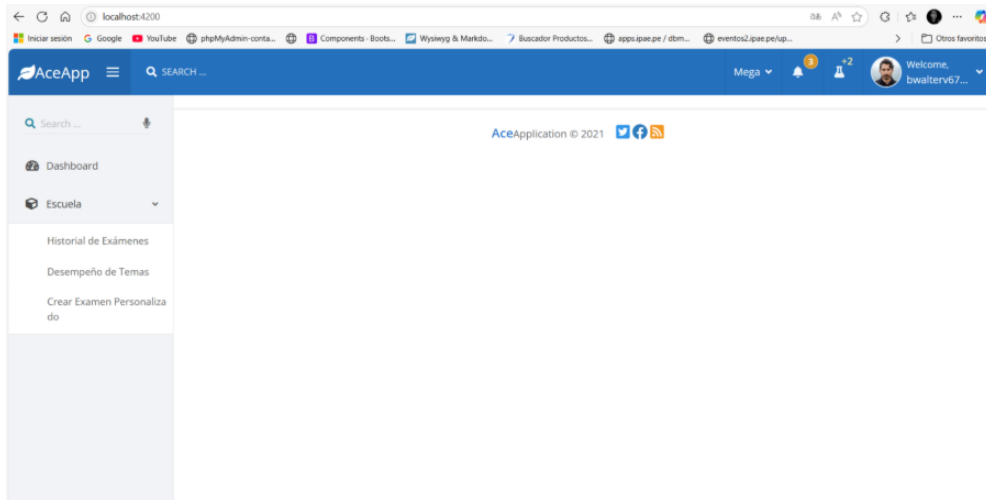 localhost:4200
Iniciar sesión Google YouTube phpMyAdmin-conta... Components - Boots... Wysiwyg & Markdo... Buscador Productos... apps.ipae.pe / dbm... eventos2.ipae.pe/up... Otros favoritos
AceApp SEARCH ... Mega 3 +2 Welcome,
bwalterv67...
Search ...
AceApplication © 2021
Dashboard
Escuela
Historial de Exámenes
Desempeño de Temas
Crear Examen Personaliza
do